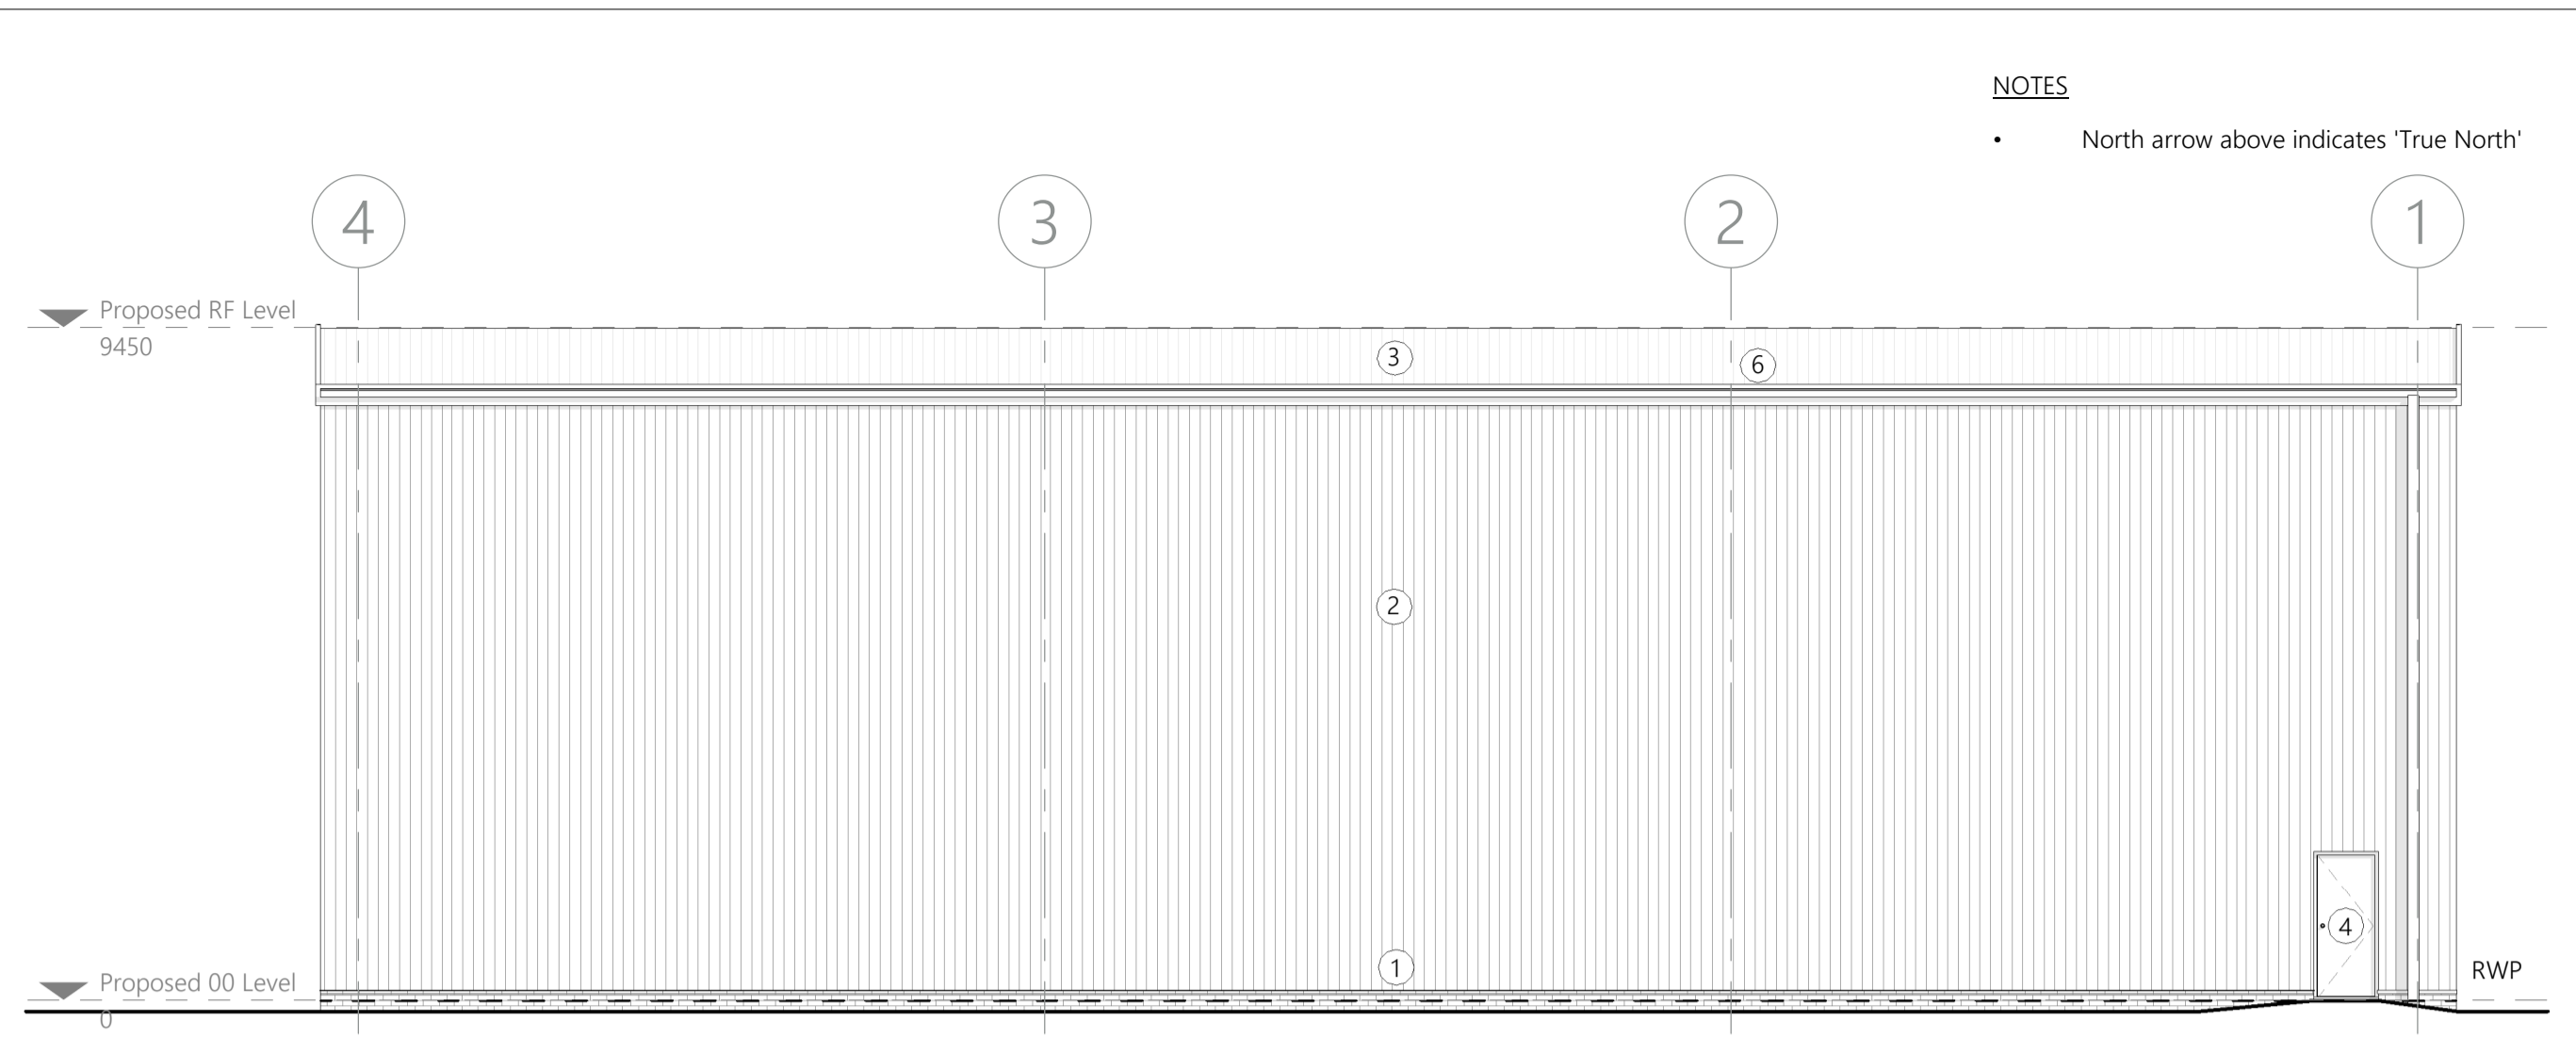 NOTES
• North arrow above indicates 'True North'
4 3 2 1
Proposed RF Level
9450
3
6
2
4
1
RWP
Proposed 00 Level
0